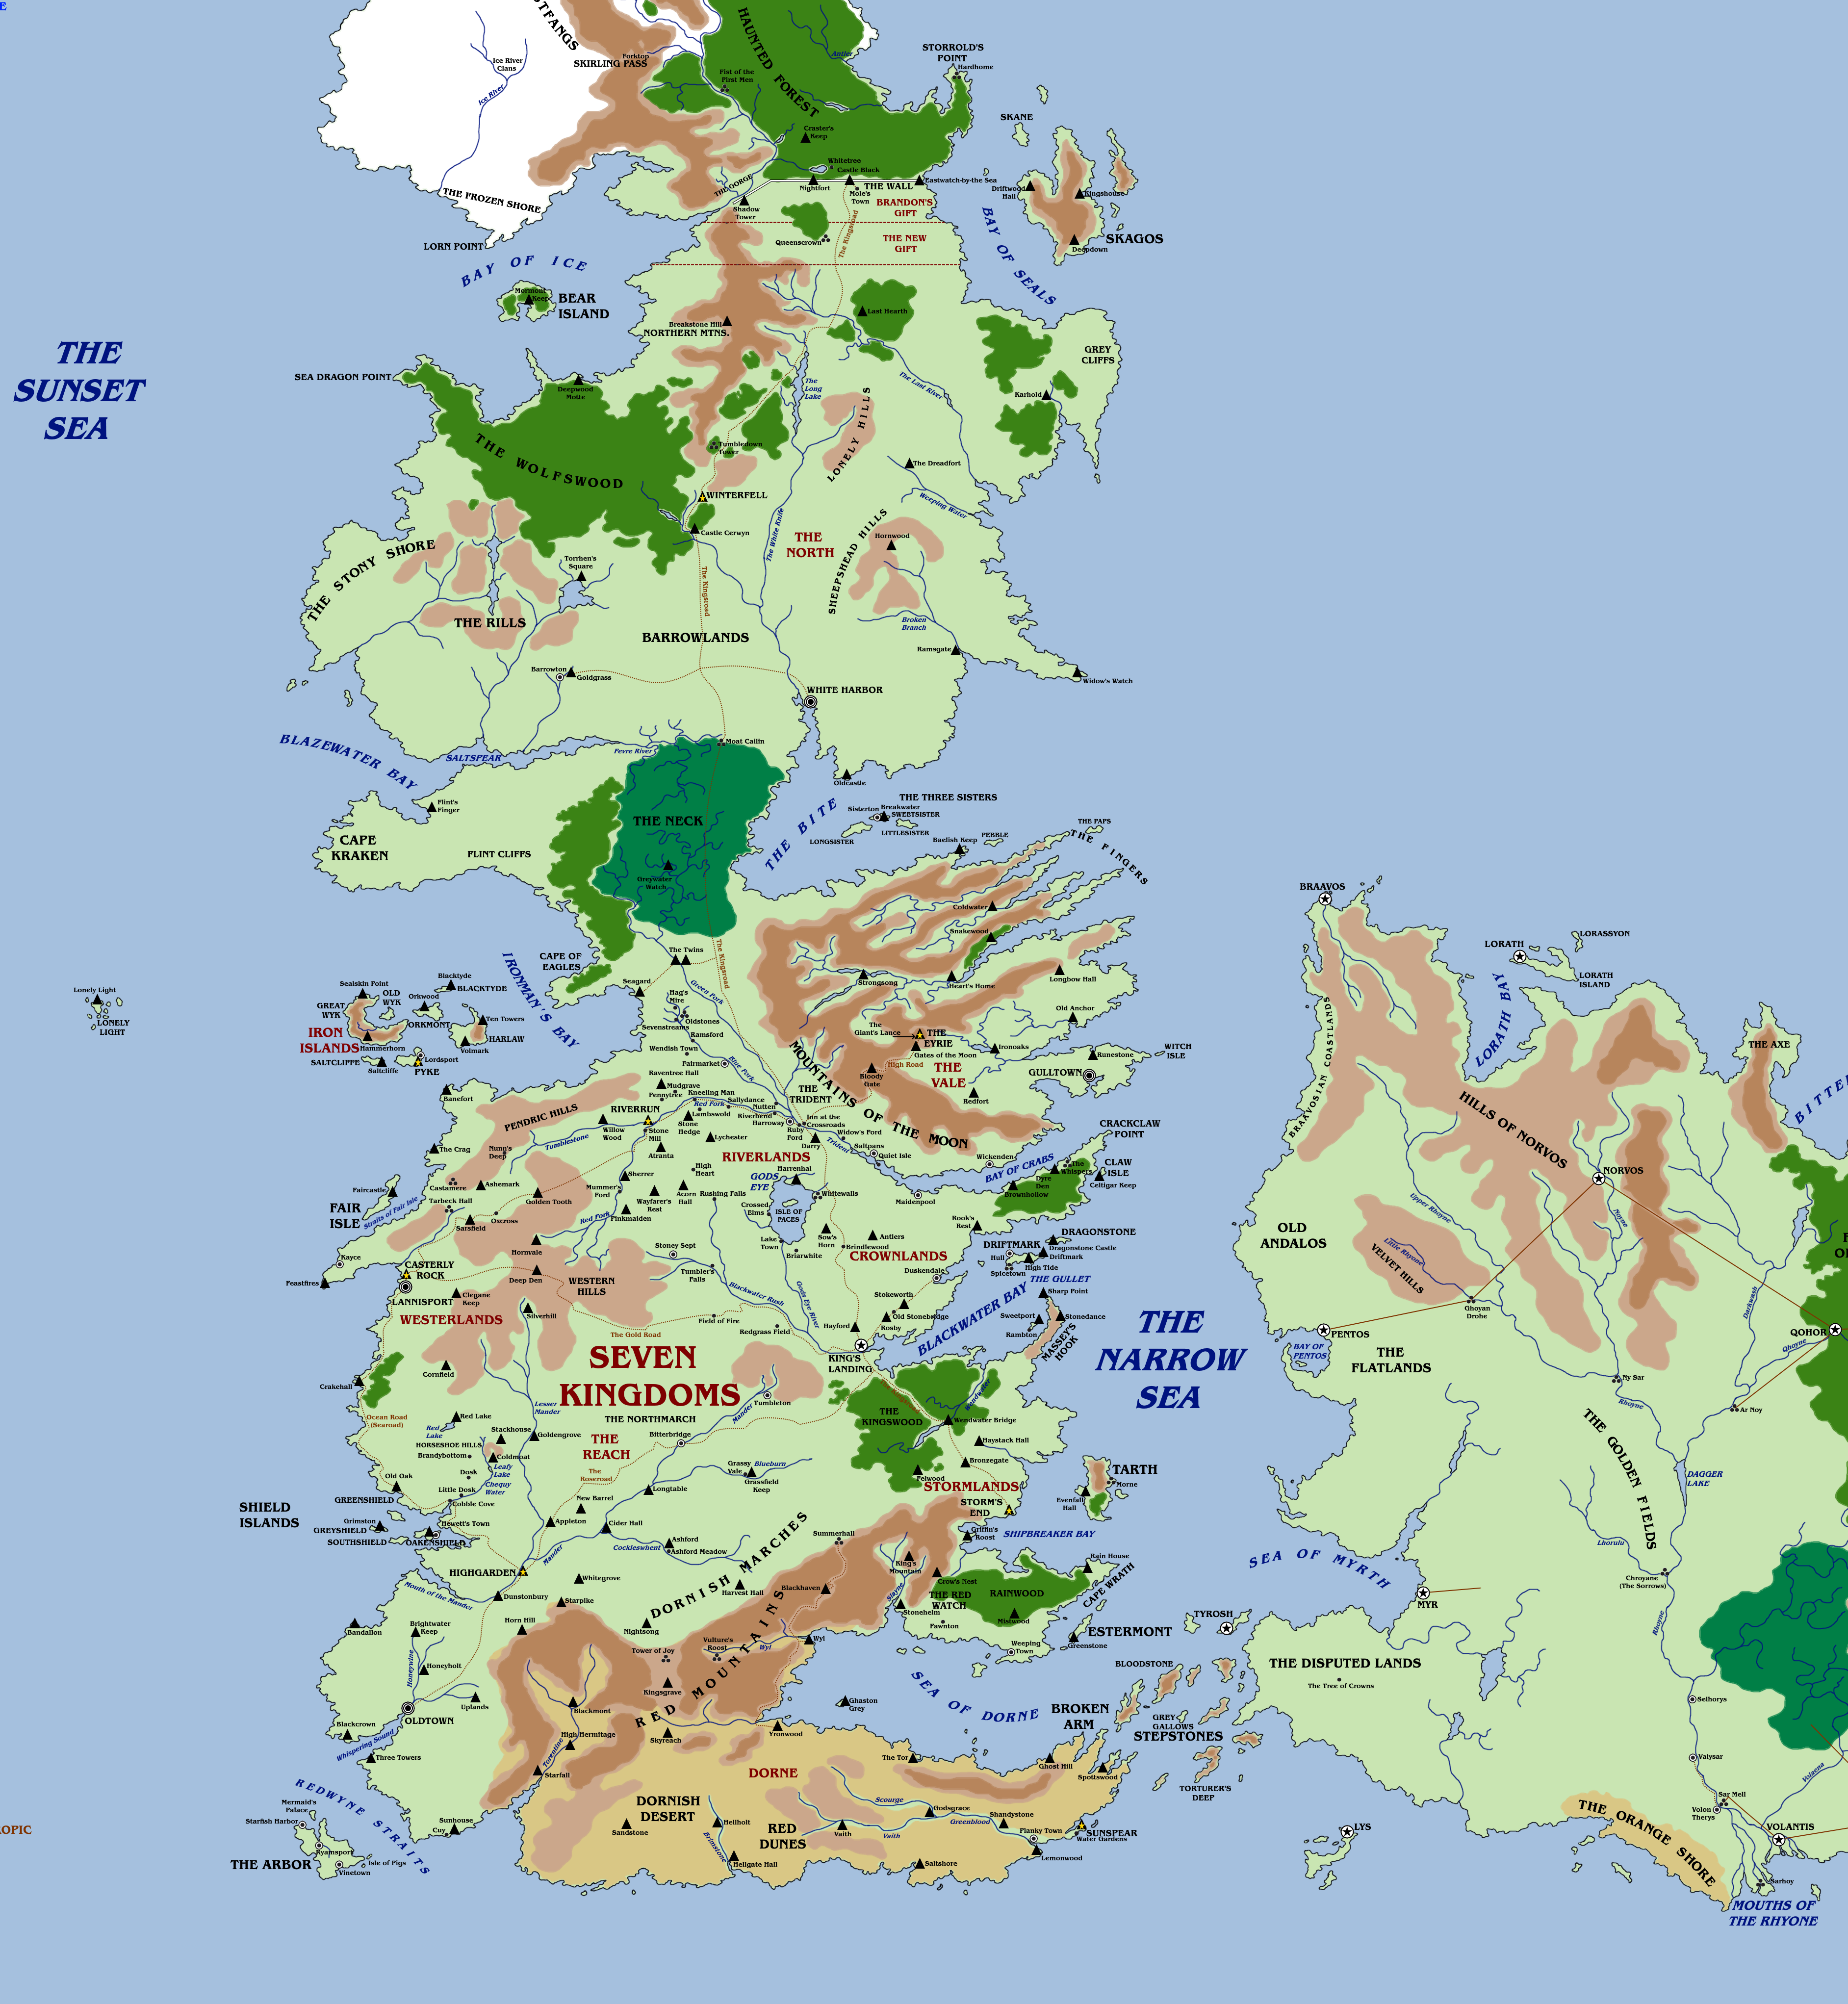 E
OTFANGS
HAUNTED FOREST
Antler
STORROLD'S
POINT
Hardhome
Ice River
Clans
Ice River
Forktop
SKIRLING PASS
Fist of the
First Men
Craster's
Keep
SKANE
Whitetree
Castle Black
Nightfort
THE WALL
Eastwatch-by-the Sea
Mole's
Town
THE GORGE
Shadow
Tower
THE FROZEN SHORE
BRANDON'S
GIFT
Driftwood
Hall
Kingshouse
The Kingsroad
Queenscrown
THE NEW
GIFT
LORN POINT
BAY OF SEALS
Deepdown
SKAGOS
BAY OF ICE
Mormont
Keep
BEAR
ISLAND
Last Hearth
Breakstone Hill
NORTHERN MTNS.
THE
SUNSET
SEA
GREY
CLIFFS
SEA DRAGON POINT
Deepwood
Motte
The
Long
Lake
The Last River
Karhold
LONELY HILLS
THE WOLFSWOOD
Tumbledown
Tower
The Dreadfort
WINTERFELL
Weeping Water
Castle Cerwyn
The White Knife
THE
NORTH
SHEEPSHEAD HILLS
Hornwood
THE STONY SHORE
Torrhen's
Square
The Kingsroad
THE RILLS
BARROWLANDS
Broken
Branch
Ramsgate
Barrowton
Goldgrass
Widow's Watch
WHITE HARBOR
BLAZEWATER BAY
SALTSPEAR
Fevre River
Moat Cailin
Oldcastle
Flint's
Finger
THE NECK
THE BITE
THE THREE SISTERS
Sisterton
Breakwater
SWEETSISTER
LITTLESISTER
LONGSISTER
CAPE
KRAKEN
FLINT CLIFFS
Greywater
Watch
Baelish Keep
PEBBLE
THE PAPS
THE FINGERS
Coldwater
Snakewood
BRAAVOS
LORATH
LORASSYON
LORATH
ISLAND
LORATH BAY
The Kingsroad
The Twins
CAPE OF
EAGLES
IRONMAN'S BAY
Seagard
Strongsong
Heart's Home
Longbow Hall
Lonely Light
LONELY
LIGHT
Sealskin Point
GREAT
WYK
OLD
WYK
Blacktyde
BLACKTYDE
Orkwood
ORKMONT
Ten Towers
HARLAW
Volmark
IRON
ISLANDS
Hammerhorn
SALTCLIFFE
Saltcliffe
Lordsport
PYKE
Green Fork
Hag's
Mire
Oldstones
Sevenstreams
Ramsford
Wendish Town
Fairmarket
Blue Fork
Old Anchor
The
Giant's Lance
THE
EYRIE
Gates of the Moon
Ironoaks
Runestone
WITCH
ISLE
High Road
Bloody
Gate
THE
VALE
GULLTOWN
Redfort
MOUNTAINS OF THE MOON
BRAAVOSIAN COASTLANDS
THE AXE
BITTER
HILLS OF NORVOS
NORVOS
Banefort
PENDRIC HILLS
Raventree Hall
Mudgrave
Pennytree
Kneeling Man
Sallydance
RIVERRUN
Willow
Wood
Red Fork
Lambswold
Nutten
Riverbend
Harroway
THE
TRIDENT
Inn at the
Crossroads
Stone
Mill
Stone
Hedge
Lychester
Ruby
Ford
Darry
Widow's Ford
Trident
Saltpans
Quiet Isle
The Crag
Nunn's
Deep
Tumblestone
Atranta
RIVERLANDS
CRACKCLAW
POINT
Wickenden
BAY OF CRABS
The
Whispers
Dyre
Den
Brownhollow
CLAW
ISLE
Celtigar Keep
Faircastle
FAIR
ISLE
Straits of Fair Isle
Castamere
Ashemark
Golden Tooth
Sherrer
High
Heart
GODS
EYE
Harrenhal
Mummer's
Ford
Wayfarer's
Rest
Acorn
Hall
Rushing Falls
Whitewalls
Maidenpool
Tarbeck Hall
Sarsfield
Oxcross
Red Fork
Pinkmaiden
Crossed
Elms
ISLE OF
FACES
Rook's
Rest
Kayce
Feastfires
Hornvale
Stoney Sept
Lake
Town
Briarwhite
Sow's
Horn
Brindlewood
Antlers
CROWNLANDS
DRIFTMARK
Hull
DRAGONSTONE
Dragonstone Castle
Driftmark
High Tide
Spicetown
OLD
ANDALOS
Upper Rhoyne
Noyne
Little Rhoyne
VELVET HILLS
Darkwash
CASTERLY
ROCK
LANNISPORT
Deep Den
WESTERN
HILLS
Tumbler's
Falls
Blackwater Rush
Gods Eye River
Duskendale
THE GULLET
Sharp Point
Clegane
Keep
WESTERLANDS
Silverhill
Field of Fire
The Gold Road
Redgrass Field
Hayford
Stokeworth
Old Stonebridge
Rosby
BLACKWATER BAY
Sweetport
Stonedance
Rambton
MASSEY'S
HOOK
THE
NARROW
SEA
Ghoyan
Drohe
PENTOS
BAY OF
PENTOS
THE
FLATLANDS
QOHOR
Qhoyne
KING'S
LANDING
SEVEN
KINGDOMS
Cornfield
Crakehall
Lesser
Mander
Mander
Tumbleton
THE NORTHMARCH
THE
KINGSWOOD
Wendwater
Wendwater Bridge
Ny Sar
Rhoyne
Ar Noy
Ocean Road
(Searoad)
Red Lake
Red
Lake
Stackhouse
Goldengrove
HORSESHOE HILLS
Brandybottom
Coldmoat
THE
REACH
Bitterbridge
Haystack Hall
THE GOLDEN FIELDS
Leafy
Lake
Dosk
Chequy
Water
Little Dosk
Cobble Cove
Old Oak
The
Roseroad
Grassy
Vale
Blueburn
Grassfield
Keep
Longtable
Felwood
Bronzegate
STORMLANDS
TARTH
Morne
Evenfall
Hall
DAGGER
LAKE
GREENSHIELD
SHIELD
ISLANDS
Grimston
GREYSHIELD
SOUTHSHIELD
Hewett's Town
OAKENSHIELD
New Barrel
Appleton
Cider Hall
STORM'S
END
Griffin's
Roost
SHIPBREAKER BAY
DORNISH MARCHES
Summerhall
Ashford
Ashford Meadow
Cockleswhent
Mander
HIGHGARDEN
King's
Mountain
Crow's Nest
Rain House
SEA OF MYRTH
Lhorulu
Chroyane
(The Sorrows)
Mouth of the Mander
Dunstonbury
Whitegrove
Starpike
Harvest Hall
Blackhaven
Slayne
THE RED
WATCH
RAINWOOD
CAPE WRATH
Stonehelm
Mistwood
Fawnton
MYR
TYROSH
Bandallon
Brightwater
Keep
Horn Hill
Nightsong
Weeping
Town
ESTERMONT
Greenstone
Rhoyne
Honeyholt
Honeywine
Tower of Joy
Vulture's
Roost
Wyl
Wyl
RED MOUNTAINS
BLOODSTONE
THE DISPUTED LANDS
The Tree of Crowns
Uplands
Kingsgrave
SEA OF DORNE
Blackmont
Ghaston
Grey
OLDTOWN
BROKEN
ARM
GREY
GALLOWS
STEPSTONES
Selhorys
Blackcrown
Whispering Sound
Three Towers
High Hermitage
Torentine
Skyreach
Yronwood
Starfall
The Tor
Ghost Hill
Spottswood
TORTURER'S
DEEP
Valysar
Volaena
REDWYNE STRAITS
DORNE
DORNISH
DESERT
Sandstone
Hellholt
Brimstone
RED
DUNES
Scourge
Vaith
Vaith
Godsgrace
Greenblood
Shandystone
Planky Town
SUNSPEAR
Water Gardens
Lemonwood
Mermaid's
Palace
Starfish Harbor
Ryamsport
Vinetown
Isle of Pigs
THE ARBOR
Sunhouse
Cuy
Hellgate Hall
Saltshore
OPIC
LYS
THE ORANGE SHORE
Sar Mell
Volon
Therys
VOLANTIS
Sarhoy
MOUTHS OF
THE RHYONE